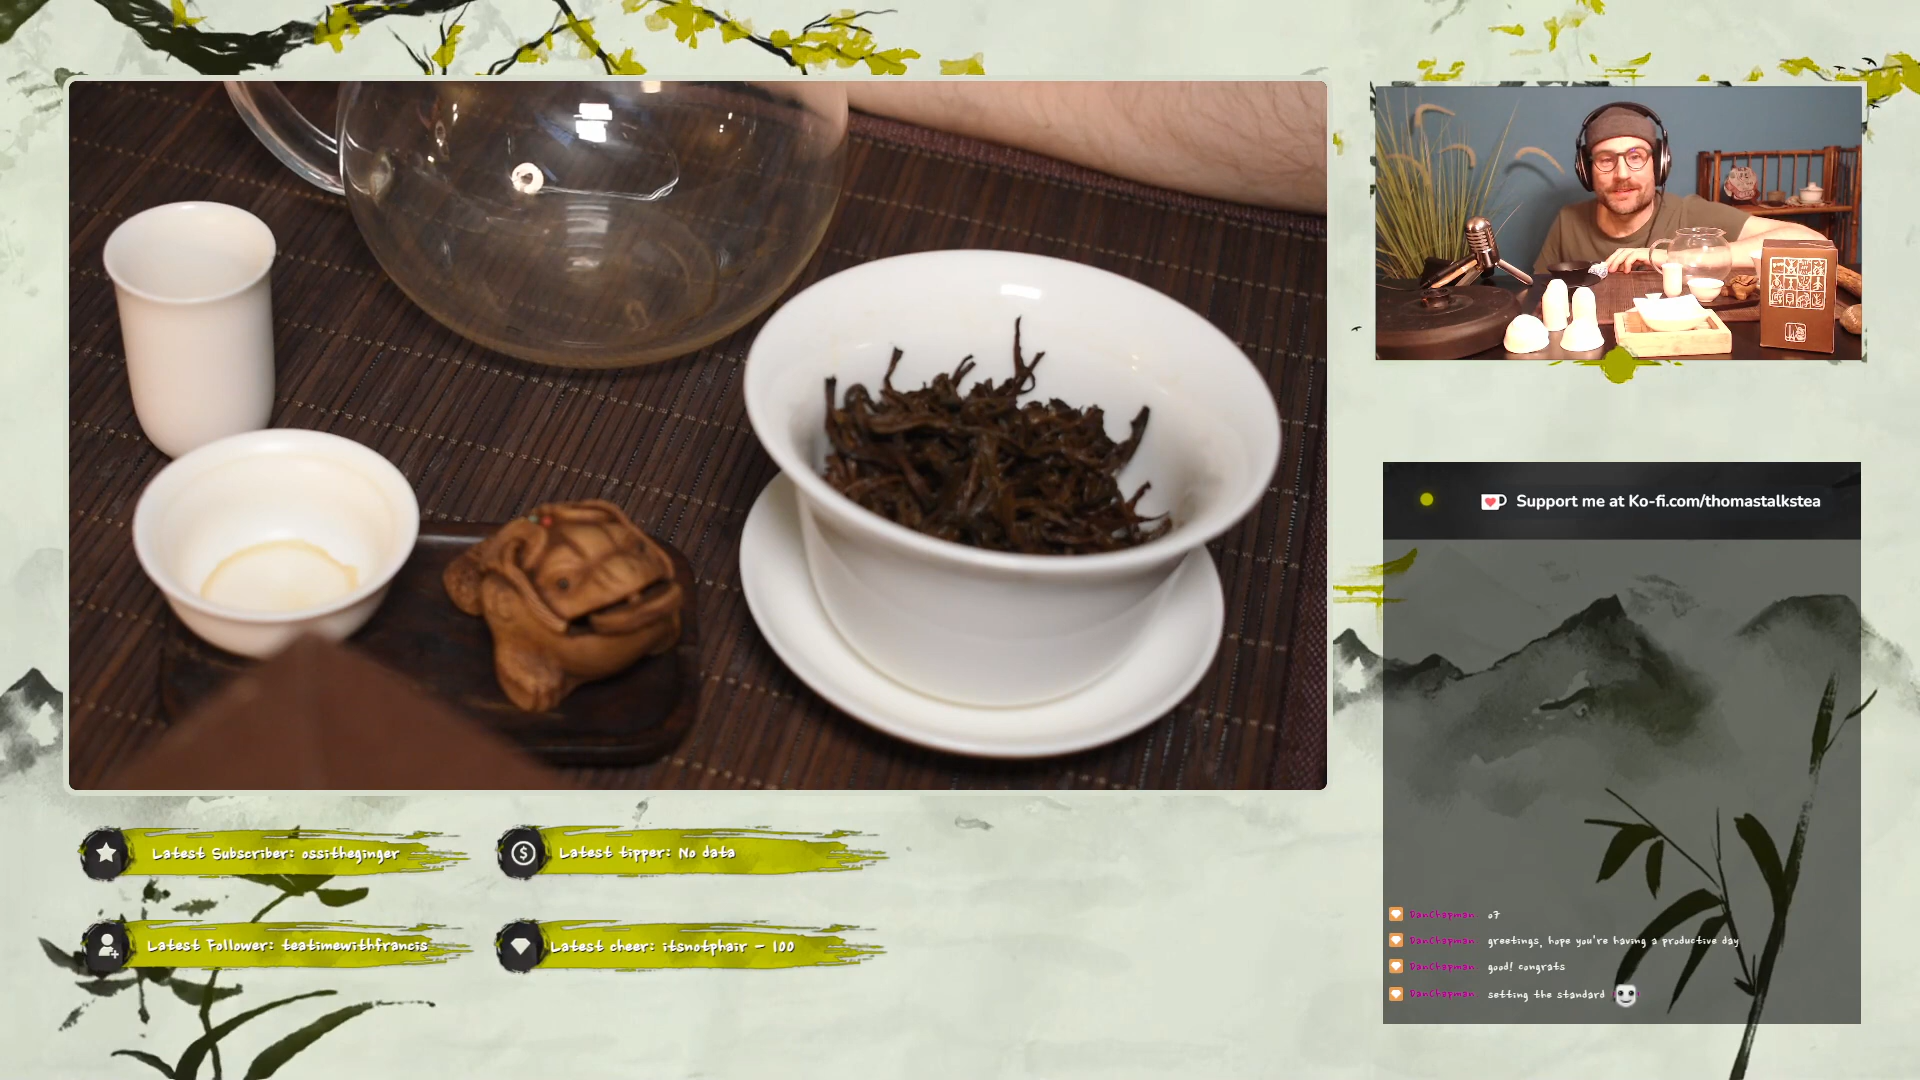 Support me at Ko-fi.com/thomastalkstea
Latest Subscriber: ossitheginger
Latest tipper: No data
Latest Follower: teatimewithfrancis
Latest cheer: itsnotphair - 100
DanChapman o7
DanChapman greetings, hope you're having a productive day
DanChapman good! congrats
DanChapman setting the standard